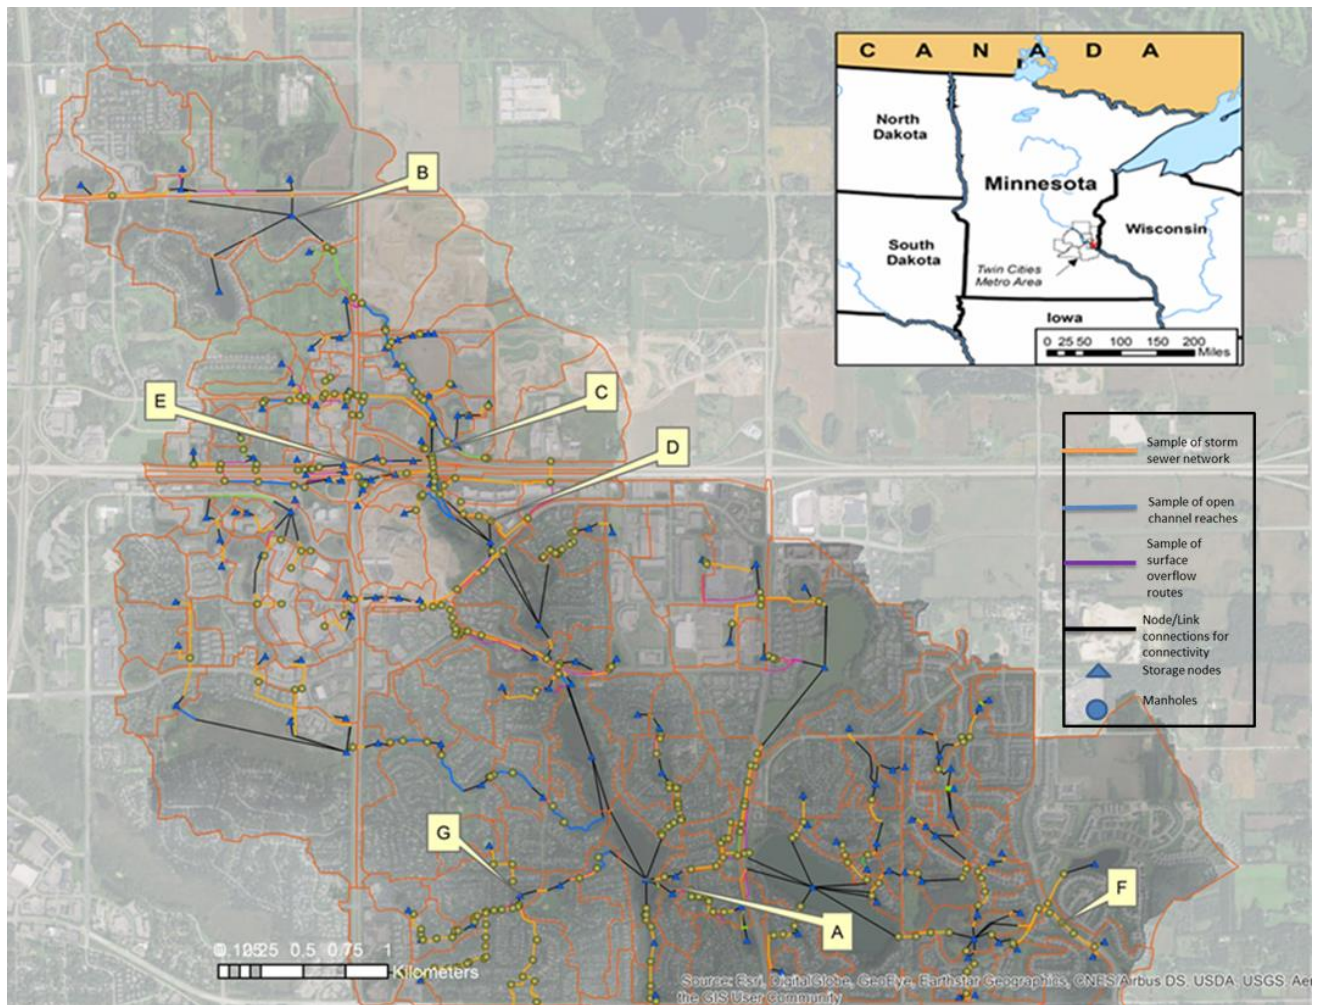 C A N A D A
North
Dakota
Minnesota
Wisconsin
South
Dakota
Twin Cities
Metro Area
Iowa
0 25 50 100 150 200
Miles
B
E
C
D
G
A
F
Sample of storm
sewer network
Sample of open
channel reaches
Sample of
surface
overflow
routes
Node/Link
connections for
connectivity
Storage nodes
Manholes
0.5 0.75 1
Kilometers
Source: Esri, DigitalGlobe, GeoEye, Earthstar Geographics, CNES/Airbus DS, USDA, USGS,
the GIS User Community